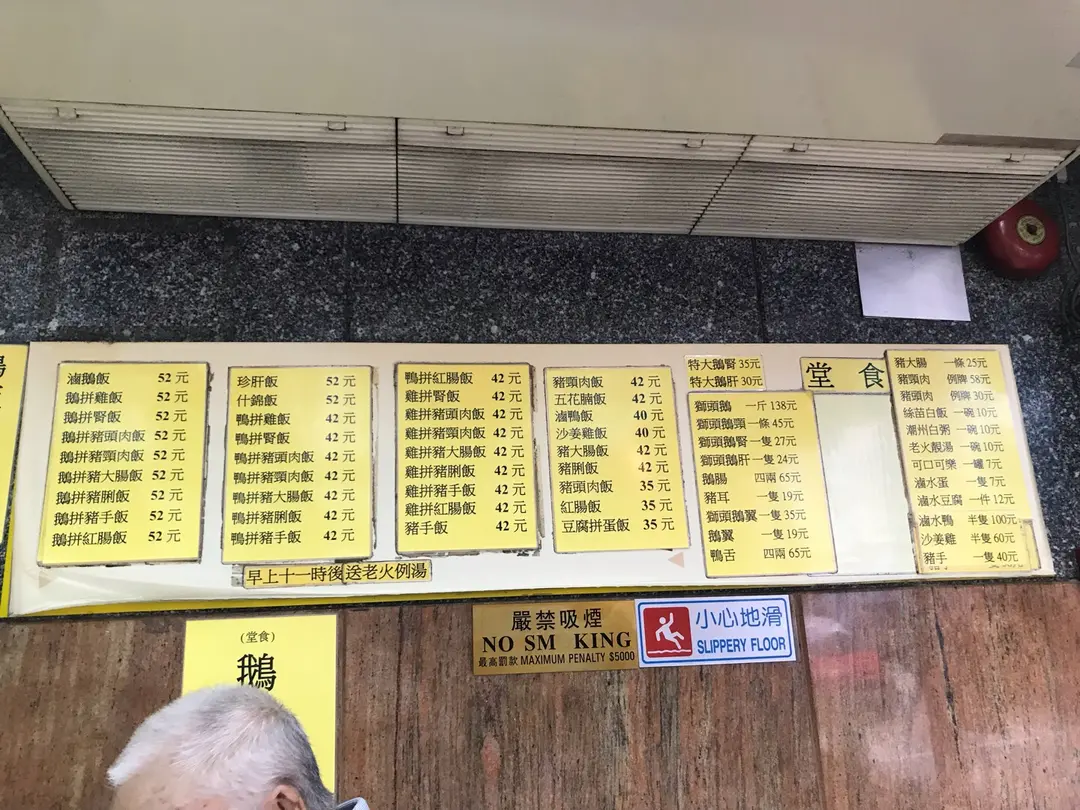 滷鵝飯 52元
鵝拼雞飯 52元
鵝拼腎飯 52元
鵝拼豬頭肉飯 52元
鵝拼豬頸肉飯 52元
鵝拼豬大腸飯 52元
鵝拼豬脷飯 52元
鵝拼豬手飯 52元
鵝拼紅腸飯 52元
珍肝飯 52元
什錦飯 52元
鴨拼雞飯 42元
鴨拼腎飯 42元
鴨拼豬頭肉飯 42元
鴨拼豬頸肉飯 42元
鴨拼豬大腸飯 42元
鴨拼豬脷飯 42元
鴨拼豬手飯 42元
鴨拼紅腸飯 42元
雞拼腎飯 42元
雞拼豬頭肉飯 42元
雞拼豬頸肉飯 42元
雞拼豬大腸飯 42元
雞拼豬脷飯 42元
雞拼豬手飯 42元
雞拼紅腸飯 42元
豬手飯 42元
豬頸肉飯 42元
五花腩飯 42元
滷鴨飯 40元
沙姜雞飯 40元
豬大腸飯 42元
豬脷飯 42元
豬頭肉飯 35元
紅腸飯 35元
豆腐拼蛋飯 35元
早上十一時後送老火例湯
特大鵝腎 35元
特大鵝肝 30元
獅頭鵝 一斤138元
獅頭鵝頸 一條45元
獅頭鵝腎 一隻27元
獅頭鵝肝 一隻24元
鵝腸 四兩65元
豬耳 一隻19元
獅頭鵝翼 一隻35元
鵝翼 一隻19元
鴨舌 四兩65元
堂食
豬大腸 一條25元
豬頸肉 例牌58元
豬頭肉 例牌30元
絲苗白飯 一碗10元
潮州白粥 一碗10元
老火靚湯 一碗10元
可口可樂 一罐7元
滷水蛋 一隻7元
滷水豆腐 一件12元
滷水鴨 半隻100元
沙姜雞 半隻60元
豬手 一隻40元
嚴禁吸煙
NO SM KING
最高罰款 MAXIMUM PENALTY $5000
小心地滑
SLIPPERY FLOOR
(堂食)
鵝